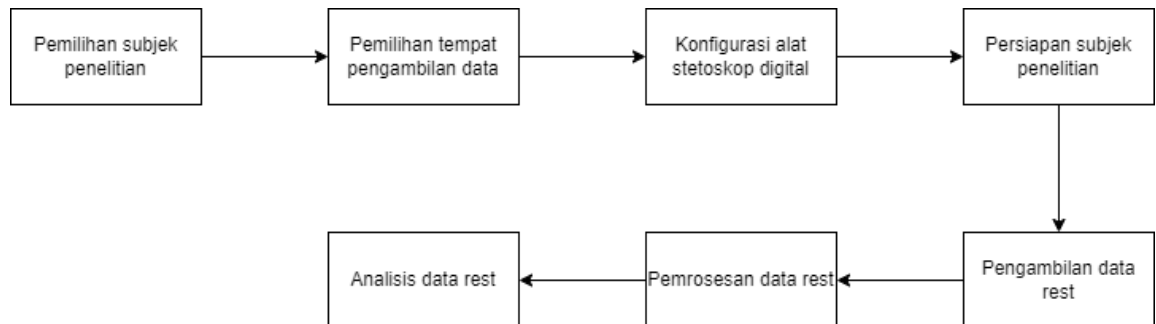 Pemilihan subjek
penelitian
Pemilihan tempat
pengambilan data
Konfigurasi alat
stetoskop digital
Persiapan subjek
penelitian
Pengambilan data
rest
Pemrosesan data rest
Analisis data rest